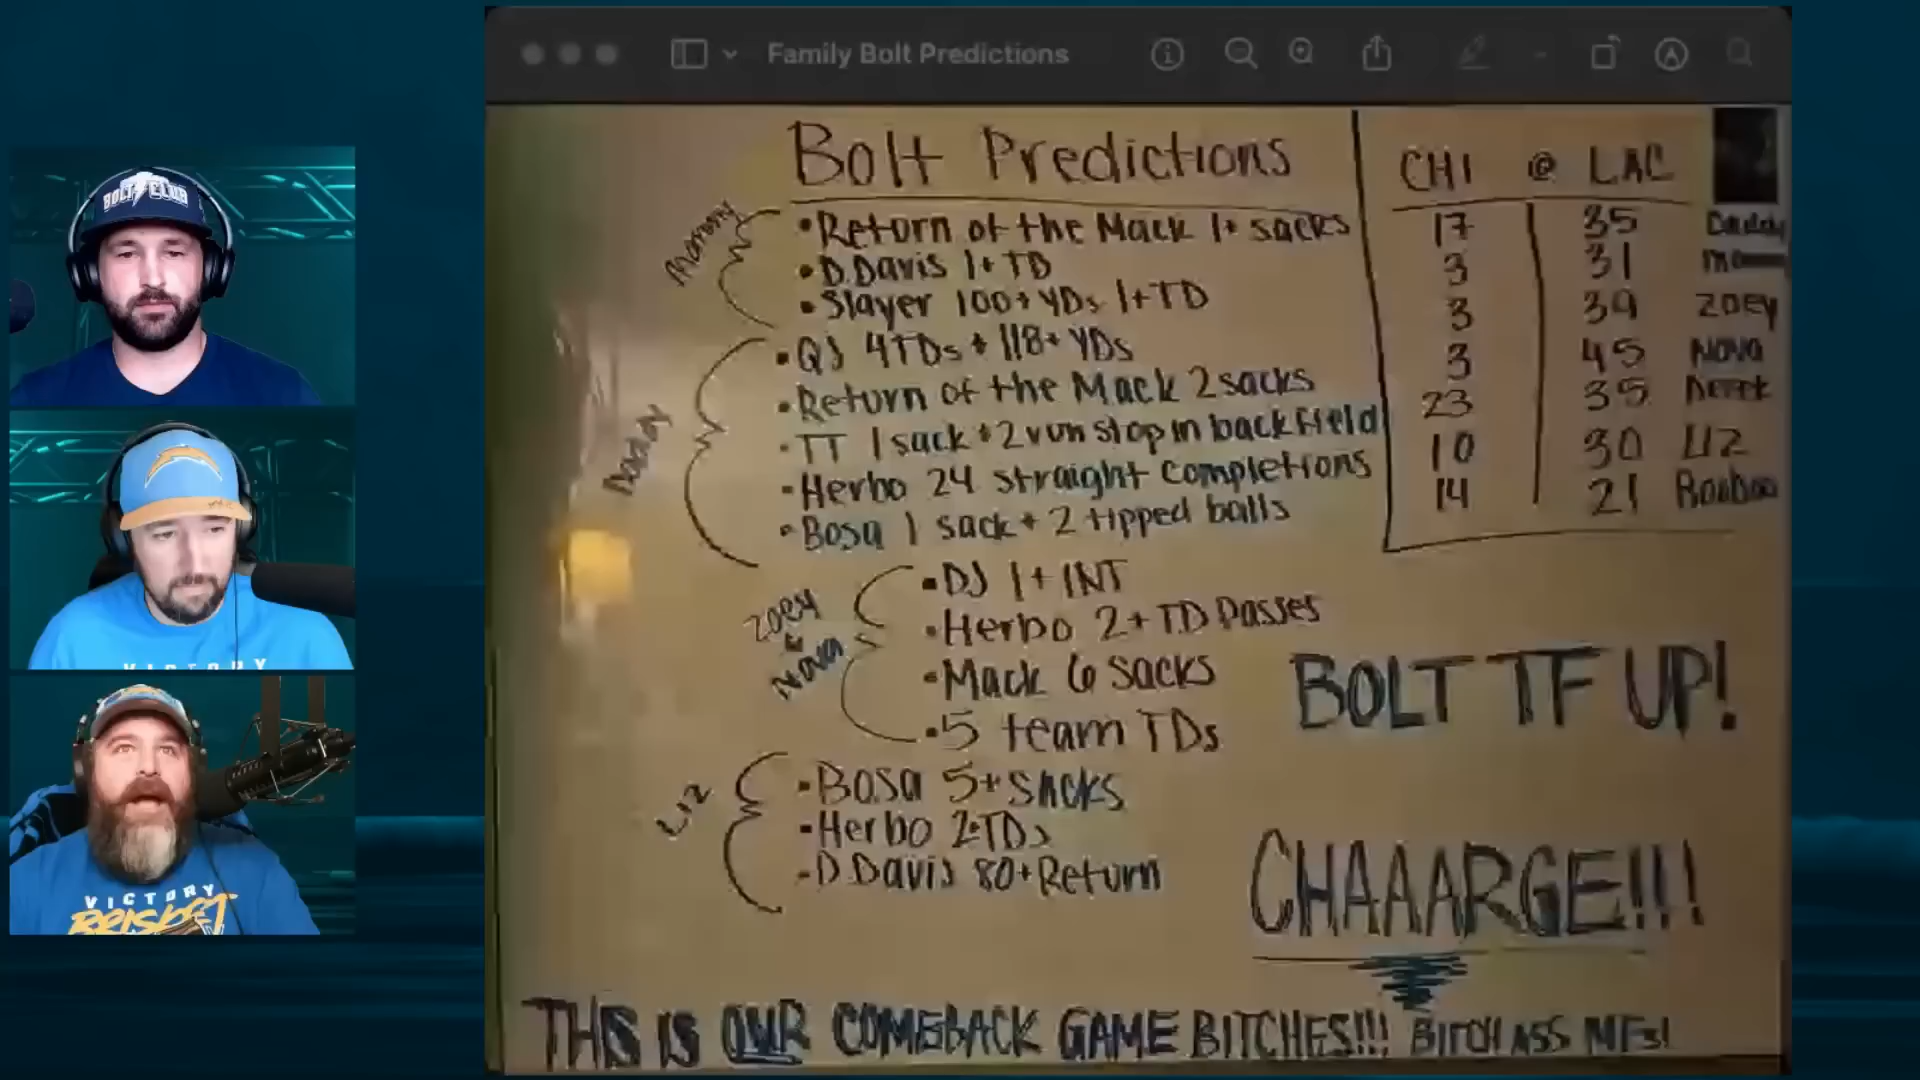 Family Bolt Predictions
Bolt Predictions
CHI @ LAC
Mommy
• Return of the Mack 1+ sacks
• D.Davis 1+ TD
• Slayer 100+ YDs 1+TD
Daddy
• QJ 4TDs + 118+ YDs
• Return of the Mack 2 sacks
• TT 1 sack + 2 run stop in backfield
• Herbo 24 straight completions
• Bosa 1 sack + 2 tipped balls
17 35 Daddy
3 31
3 39 Zoey
3 45 Nova
23 35 Derek
10 30 LIZ
14 21
Zoey & Nova
• DJ 1+ INT
• Herbo 2+ TD Passes
• Mack 6 sacks
• 5 team TDs
BOLT TF UP!
LIZ
• Bosa 5+ sacks
• Herbo 2+TDs
- D.Davis 80+ Return
CHAAARGE!!!
THIS IS OUR COMEBACK GAME BITCHES!!! BITCH ASS MFs!
BOLT CLUB
VICTORY
VICTORY
BRISKET